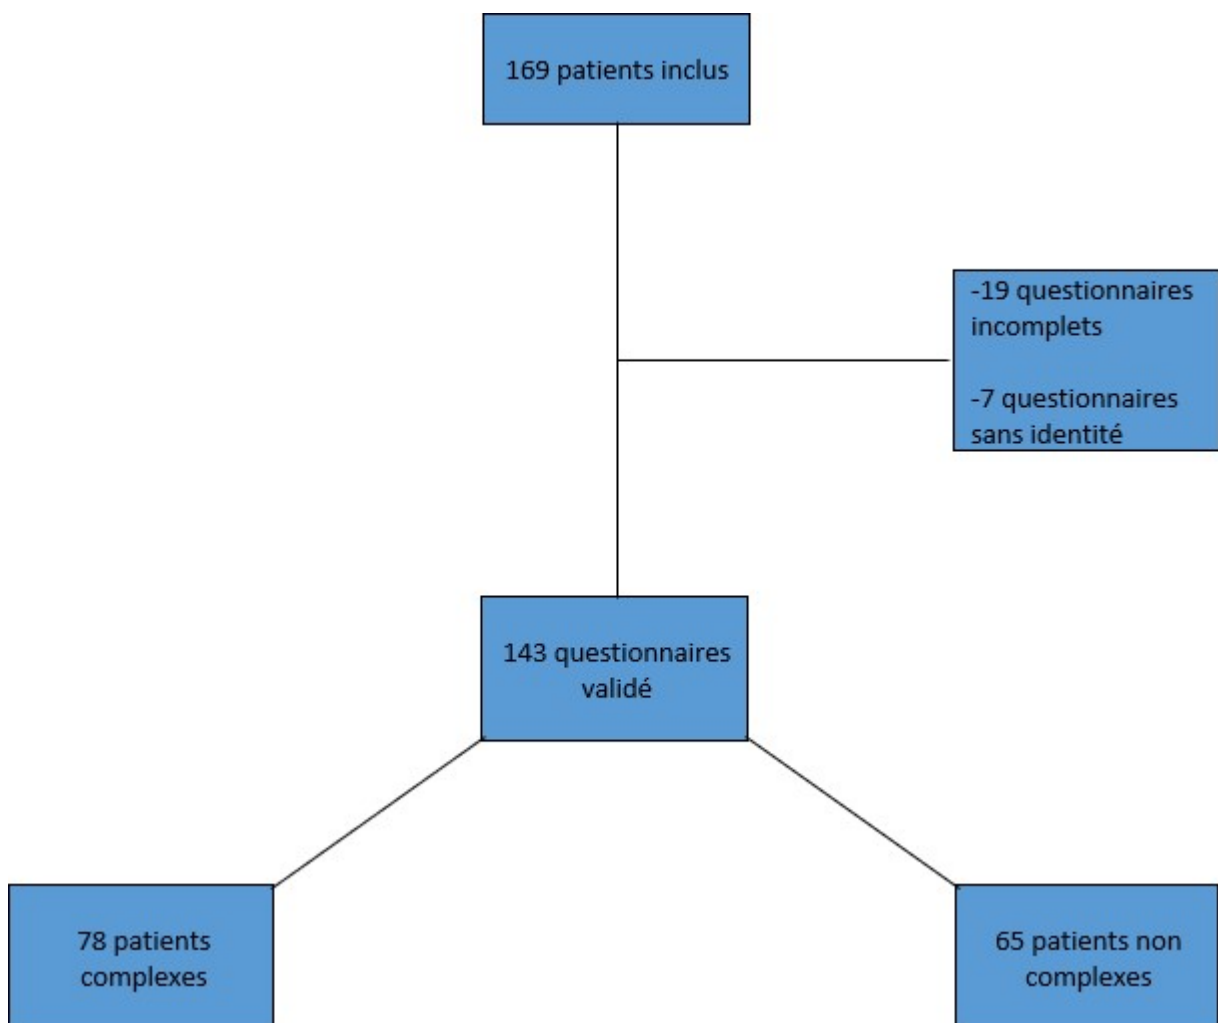 169 patients inclus
-19 questionnaires
incomplets
-7 questionnaires
sans identité
143 questionnaires
validé
78 patients
complexes
65 patients non
complexes